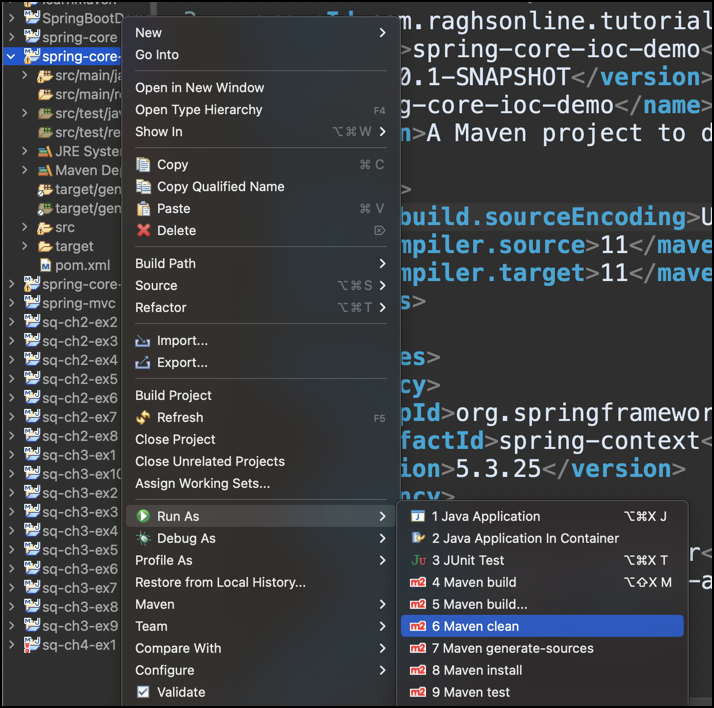 learnmaven
SpringBootDe
spring-core
spring-core-
src/main/ja
src/main/re
src/test/jav
src/test/re
JRE System
Maven Dep
target/gen
target/gen
src
target
pom.xml
spring-core-
spring-mvc
sq-ch2-ex2
sq-ch2-ex3
sq-ch2-ex4
sq-ch2-ex5
sq-ch2-ex6
sq-ch2-ex7
sq-ch2-ex8
sq-ch3-ex1
sq-ch3-ex10
sq-ch3-ex2
sq-ch3-ex3
sq-ch3-ex4
sq-ch3-ex5
sq-ch3-ex6
sq-ch3-ex7
sq-ch3-ex8
sq-ch3-ex9
sq-ch4-ex1
New
Go Into
Open in New Window
Open Type Hierarchy F4
Show In ⌥⌘W
Copy ⌘C
Copy Qualified Name
Paste ⌘V
Delete ⌦
Build Path
Source ⌥⌘S
Refactor ⌥⌘T
Import...
Export...
Build Project
Refresh F5
Close Project
Close Unrelated Projects
Assign Working Sets...
Run As
Debug As
Profile As
Restore from Local History...
Maven
Team
Compare With
Configure
Validate
1 Java Application ⌥⌘X J
2 Java Application In Container
3 JUnit Test ⌥⌘X T
4 Maven build ⌥⇧X M
5 Maven build...
6 Maven clean
7 Maven generate-sources
8 Maven install
9 Maven test
m.raghsonline.tutorial
>spring-core-ioc-demo<
0.1-SNAPSHOT</version>
g-core-ioc-demo</name>
n>A Maven project to d
>
build.sourceEncoding>U
mpiler.source>11</mave
mpiler.target>11</mave
s>
es>
cy>
pId>org.springframewor
factId>spring-context<
ion>5.3.25</version>
ncy>
r<
-a